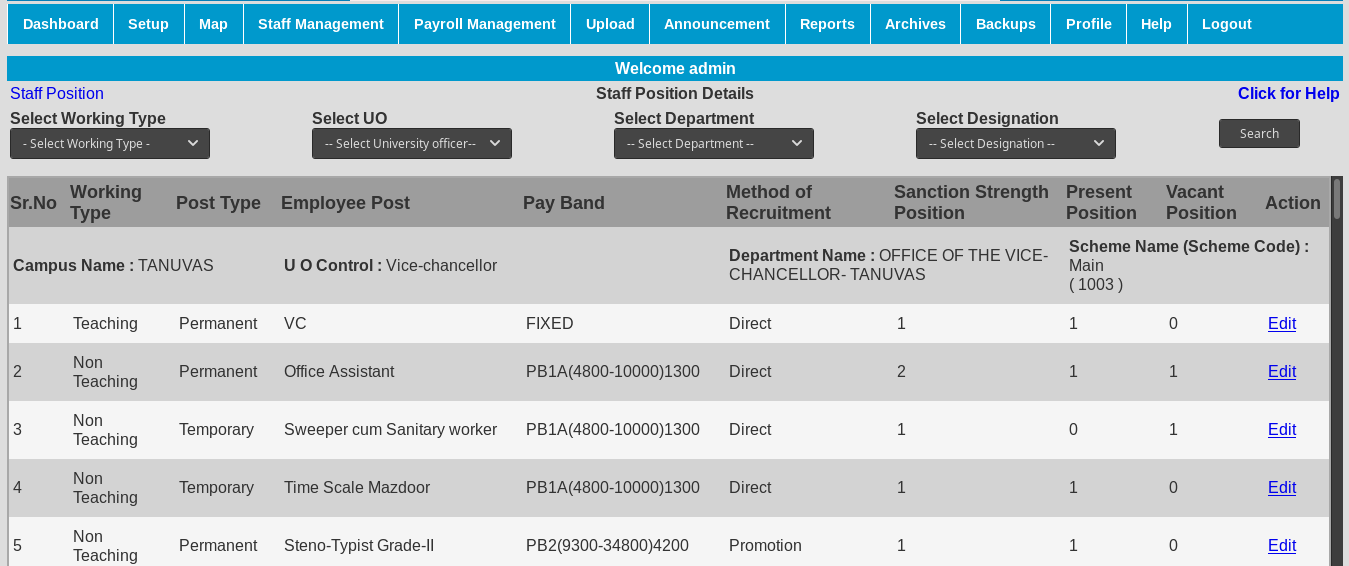 Dashboard Setup Map Staff Management Payroll Management Upload Announcement Reports Archives Backups Profile Help Logout
Welcome admin
Staff Position Staff Position Details Click for Help
Select Working Type Select UO Select Department Select Designation
- Select Working Type - -- Select University officer-- -- Select Department -- -- Select Designation -- Search
Sr.No Working Type Post Type Employee Post Pay Band Method of Recruitment Sanction Strength Position Present Position Vacant Position Action
Campus Name : TANUVAS U O Control : Vice-chancellor Department Name : OFFICE OF THE VICE-CHANCELLOR- TANUVAS Scheme Name (Scheme Code) : Main ( 1003 )
1 Teaching Permanent VC FIXED Direct 1 1 0 Edit
2 Non Teaching Permanent Office Assistant PB1A(4800-10000)1300 Direct 2 1 1 Edit
3 Non Teaching Temporary Sweeper cum Sanitary worker PB1A(4800-10000)1300 Direct 1 0 1 Edit
4 Non Teaching Temporary Time Scale Mazdoor PB1A(4800-10000)1300 Direct 1 1 0 Edit
5 Non Teaching Permanent Steno-Typist Grade-II PB2(9300-34800)4200 Promotion 1 1 0 Edit